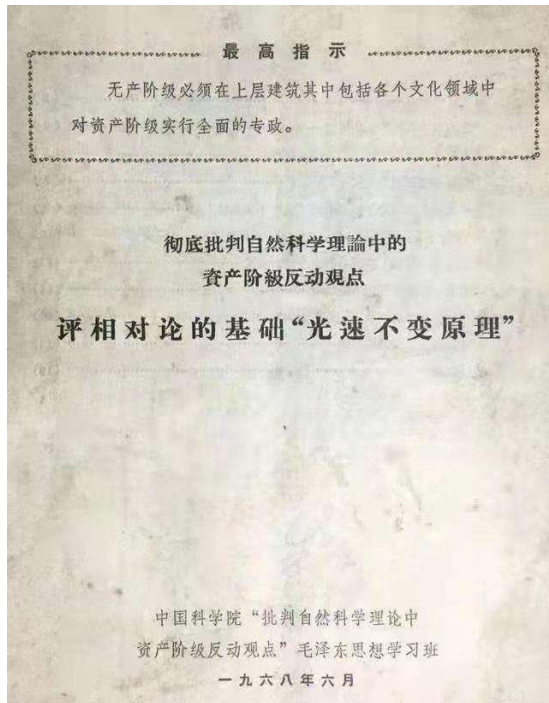 最高指示
无产阶级必须在上层建筑其中包括各个文化领域中
对资产阶级实行全面的专政。
彻底批判自然科学理論中的
資产阶級反动观点
评相对论的基础“光速不变原理”
中国科学院“批判自然科学理论中
资产阶级反动观点”毛泽东思想学习班
一九六八年六月